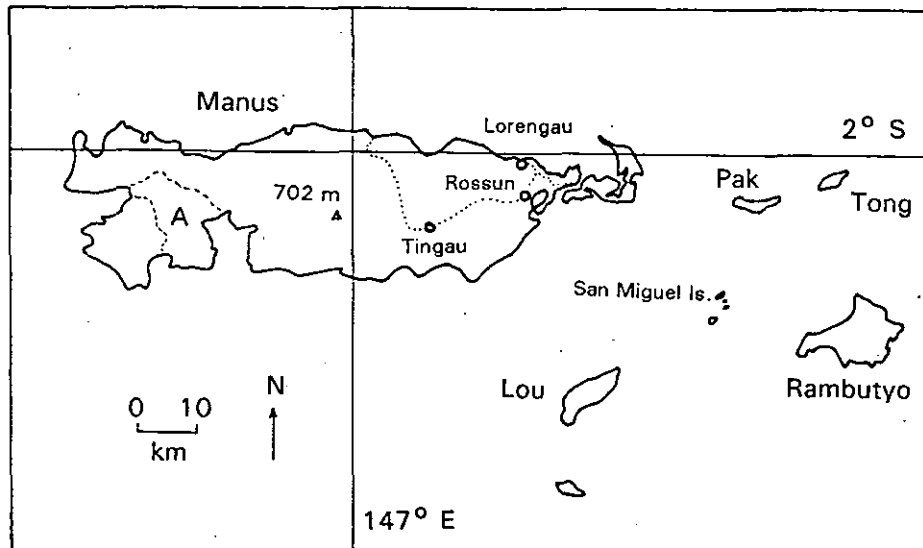 Manus
Lorengau
2° S
702 m
Rossun
Pak
A
Tong
Tingau
San Miguel Is.
Lou
Rambutyo
N
0 10
km
147° E